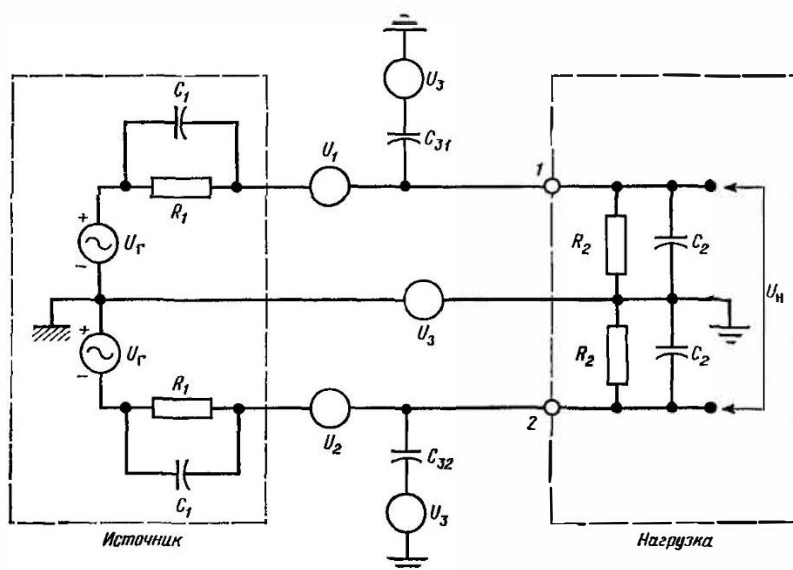 U₃
C₁
C₃₁
U₁
1
R₁
+
U_Г
−
R₂
C₂
U₃
U_Н
+
U_Г
−
R₂
C₂
R₁
2
U₂
C₃₂
C₁
U₃
Источник
Нагрузка